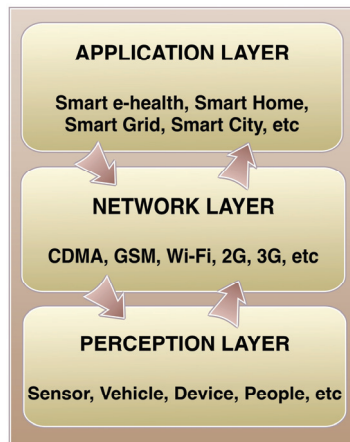 APPLICATION LAYER
Smart e-health, Smart Home,
Smart Grid, Smart City, etc
NETWORK LAYER
CDMA, GSM, Wi-Fi, 2G, 3G, etc
PERCEPTION LAYER
Sensor, Vehicle, Device, People, etc